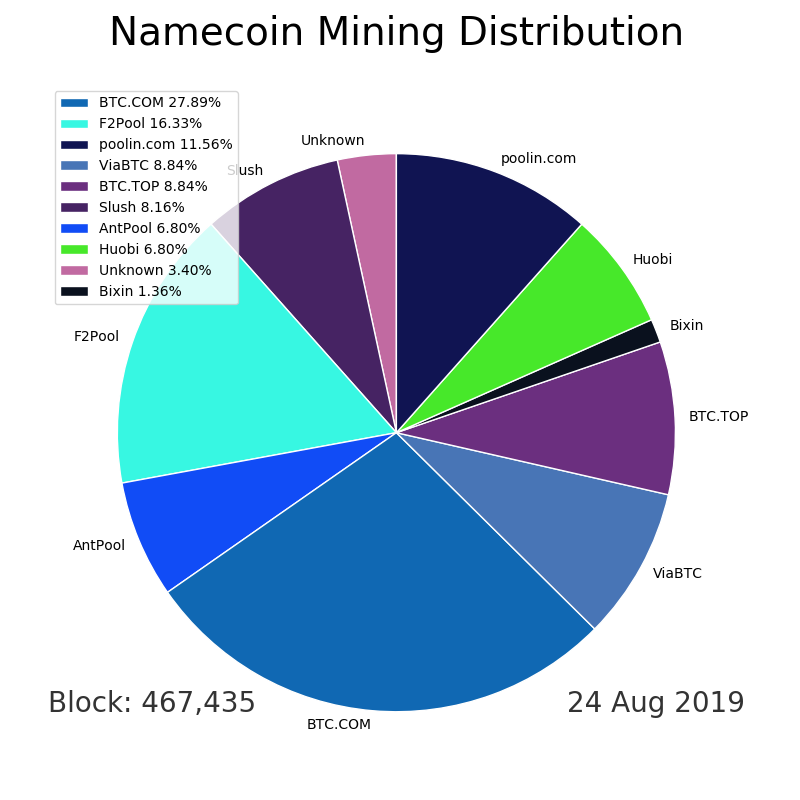 Namecoin Mining Distribution
BTC.COM 27.89%
F2Pool 16.33%
poolin.com 11.56%
ViaBTC 8.84%
BTC.TOP 8.84%
Slush 8.16%
AntPool 6.80%
Huobi 6.80%
Unknown 3.40%
Bixin 1.36%
Unknown
poolin.com
Slush
Huobi
Bixin
F2Pool
BTC.TOP
AntPool
ViaBTC
BTC.COM
Block: 467,435
24 Aug 2019